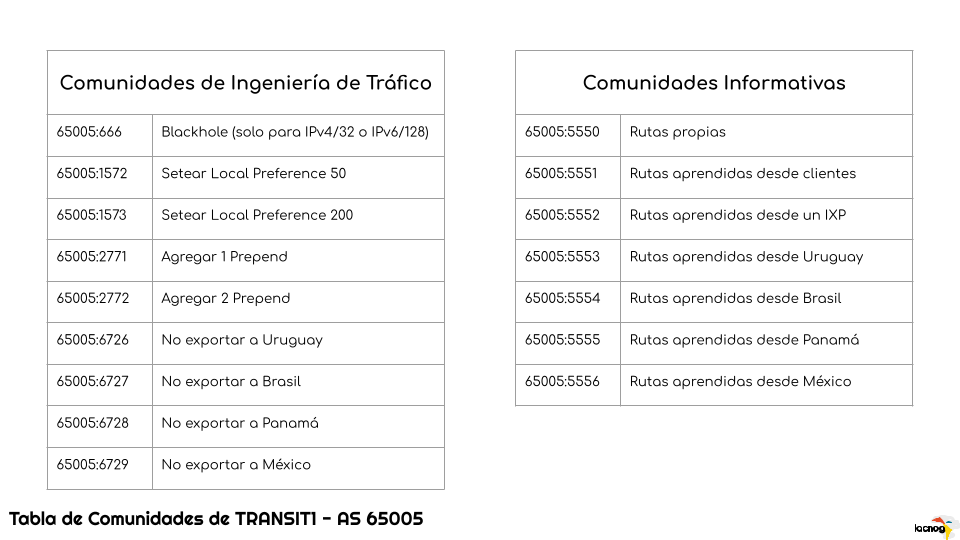 Comunidades de Ingeniería de Tráfico
65005:666 Blackhole (solo para IPv4/32 o IPv6/128)
65005:1572 Setear Local Preference 50
65005:1573 Setear Local Preference 200
65005:2771 Agregar 1 Prepend
65005:2772 Agregar 2 Prepend
65005:6726 No exportar a Uruguay
65005:6727 No exportar a Brasil
65005:6728 No exportar a Panamá
65005:6729 No exportar a México
Comunidades Informativas
65005:5550 Rutas propias
65005:5551 Rutas aprendidas desde clientes
65005:5552 Rutas aprendidas desde un IXP
65005:5553 Rutas aprendidas desde Uruguay
65005:5554 Rutas aprendidas desde Brasil
65005:5555 Rutas aprendidas desde Panamá
65005:5556 Rutas aprendidas desde México
Tabla de Comunidades de TRANSIT1 - AS 65005
lacnog